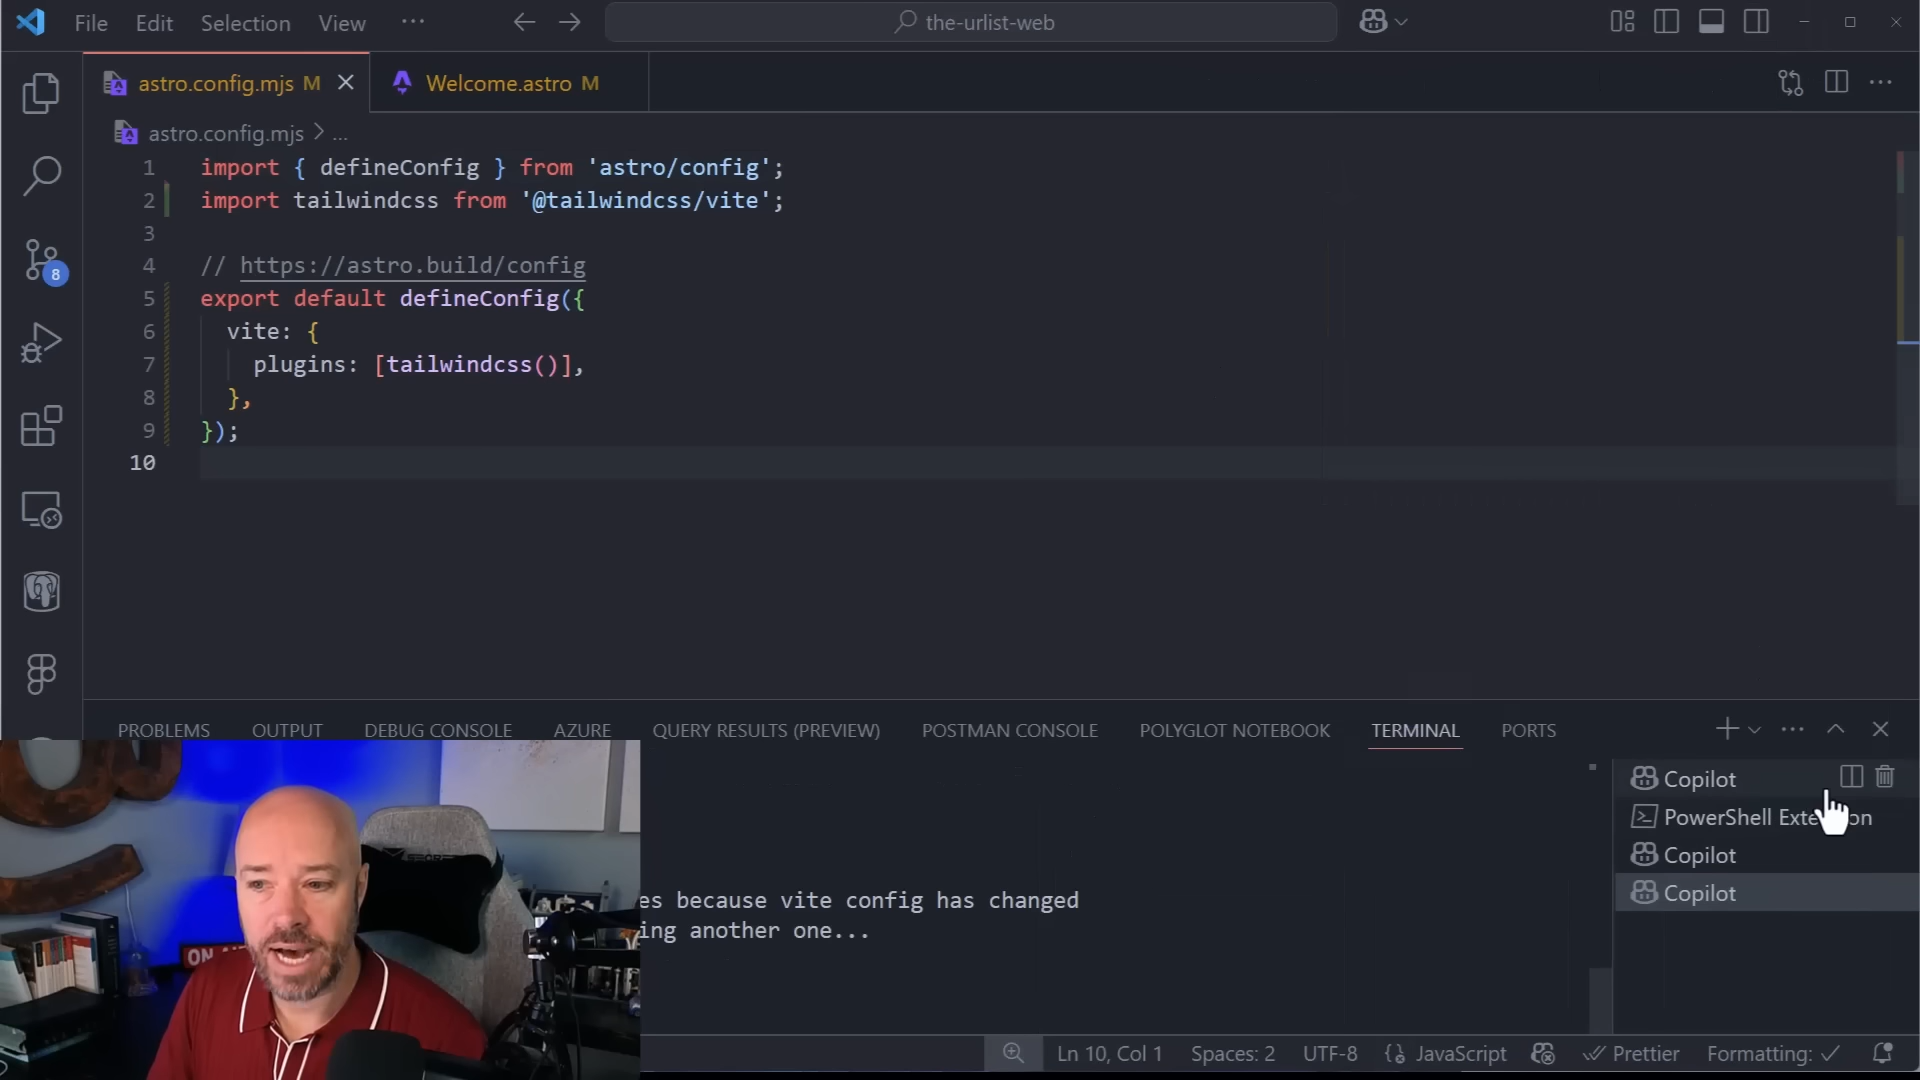 File Edit Selection View ... the-urlist-web
astro.config.mjs M Welcome.astro M
astro.config.mjs > ...
1 import { defineConfig } from 'astro/config';
2 import tailwindcss from '@tailwindcss/vite';
3
4 // https://astro.build/config
5 export default defineConfig({
6 vite: {
7 plugins: [tailwindcss()],
8 },
9 });
10
8
PROBLEMS OUTPUT DEBUG CONSOLE AZURE QUERY RESULTS (PREVIEW) POSTMAN CONSOLE POLYGLOT NOTEBOOK TERMINAL PORTS
es because vite config has changed
ing another one...
Copilot
PowerShell Exte on
Copilot
Copilot
ON
Ln 10, Col 1 Spaces: 2 UTF-8 {} JavaScript Prettier Formatting: ✓